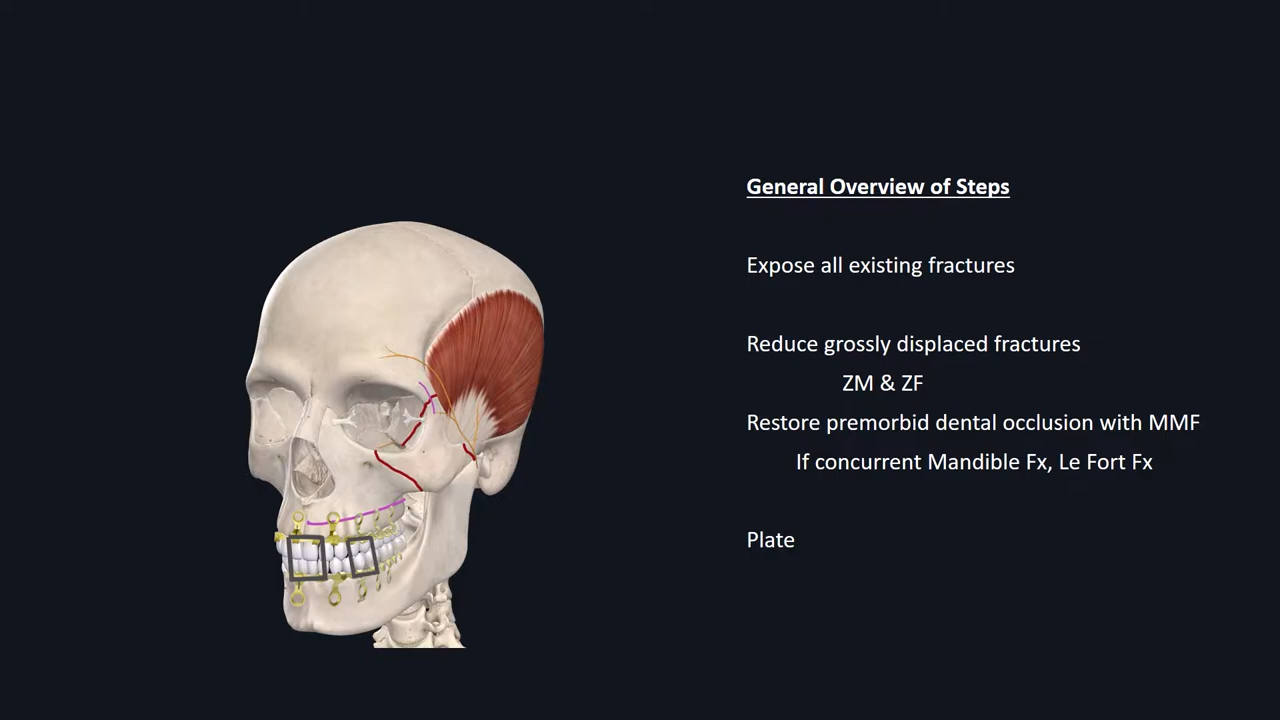 General Overview of Steps
Expose all existing fractures
Reduce grossly displaced fractures
ZM & ZF
Restore premorbid dental occlusion with MMF
If concurrent Mandible Fx, Le Fort Fx
Plate